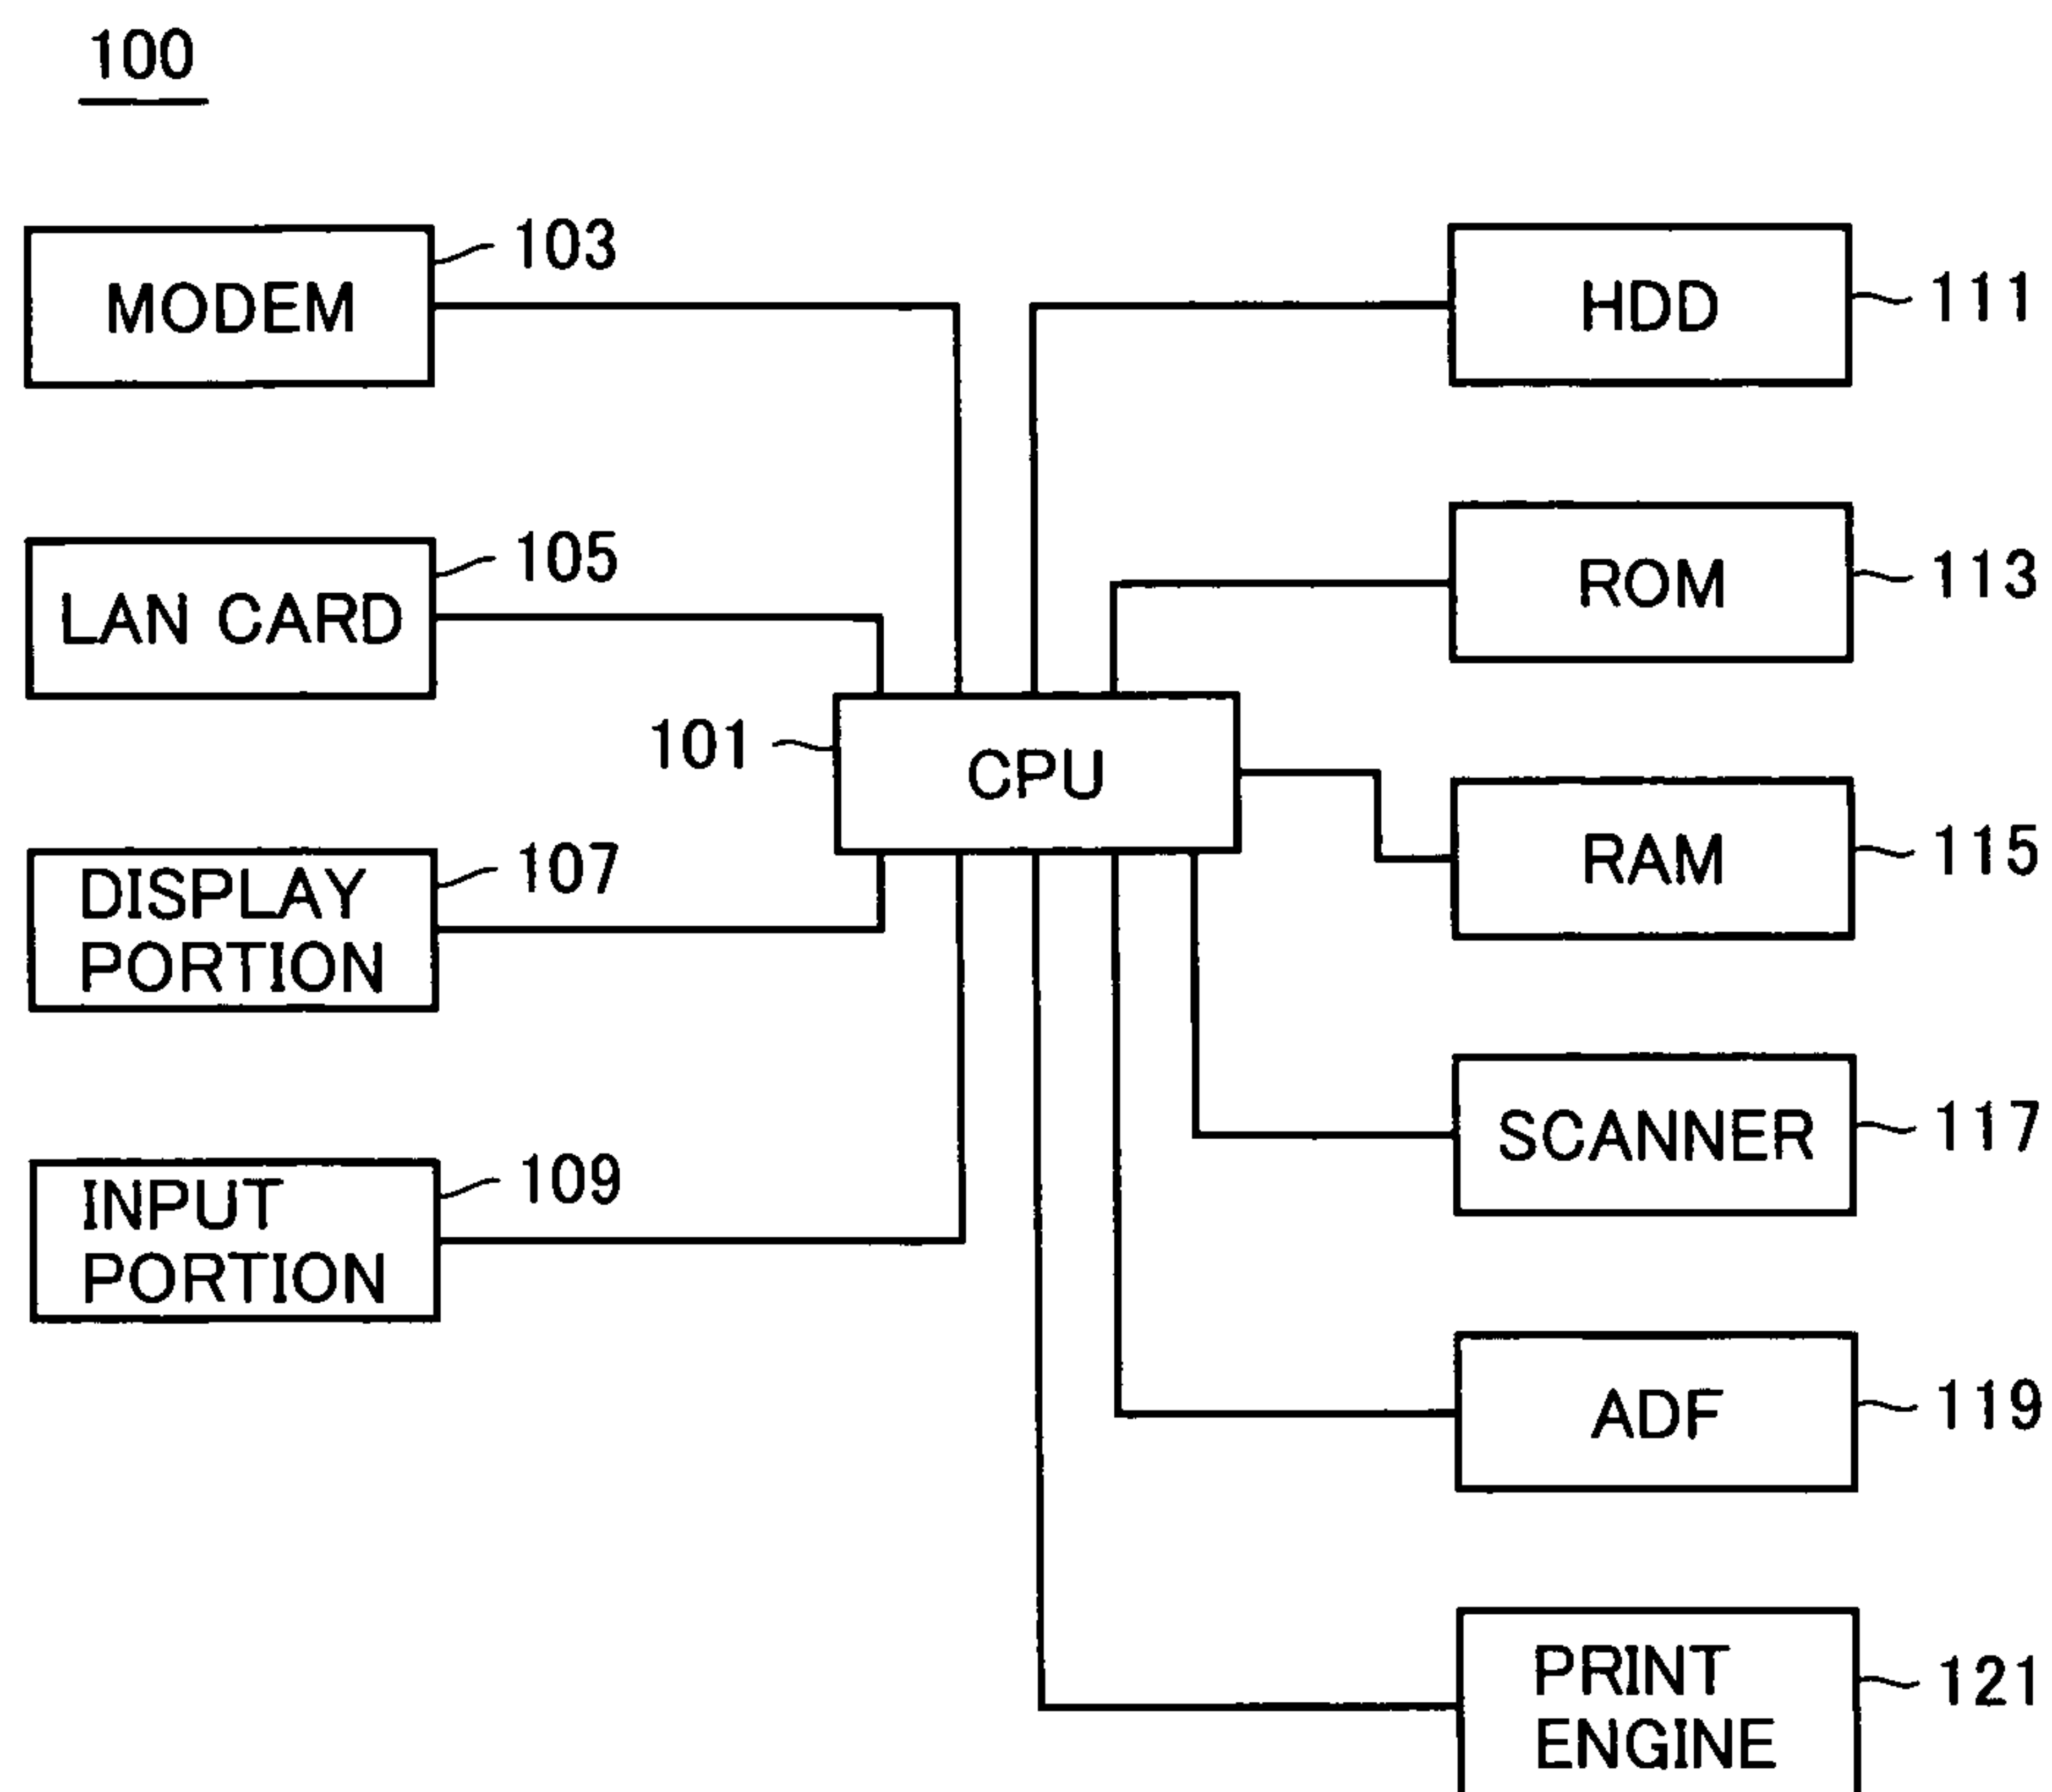 100
103
MODEM
105
LAN CARD
107
DISPLAY
PORTION
109
INPUT
PORTION
101
CPU
HDD
111
ROM
113
RAM
115
SCANNER
117
ADF
119
PRINT
ENGINE
121